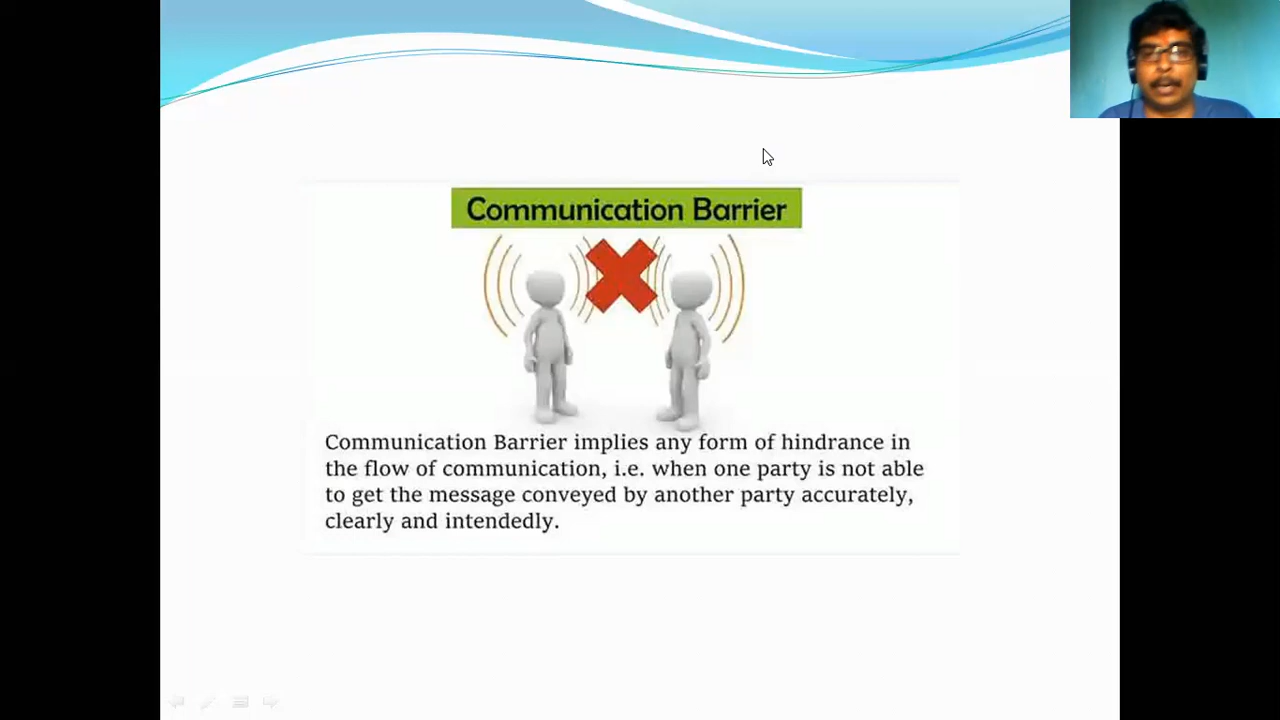 Communication Barrier
Communication Barrier implies any form of hindrance in
the flow of communication, i.e. when one party is not able
to get the message conveyed by another party accurately,
clearly and intendedly.